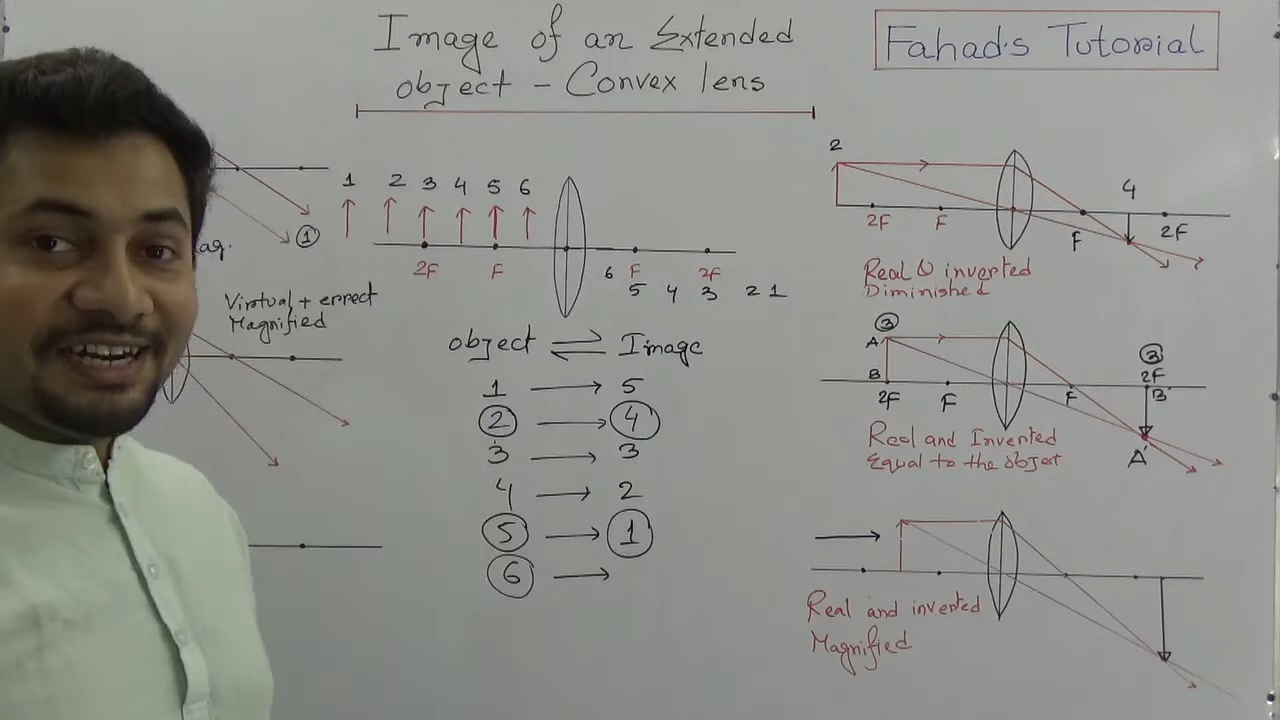 Image of an Extended
object - Convex lens
Fahad's Tutorial
1 2 3 4 5 6
2F F 6 F 2F
5 4 3 2 1
1
ag.
Virtual + errect
Magnified
object ⇌ Image
1 → 5
2 → 4
3 → 3
4 → 2
5 → 1
6 →
2
4
2F F F 2F
Real & inverted
Diminished
3
A
3
2F
B
B'
2F F F
A'
Real and Inverted
Equal to the object
Real and inverted
Magnified